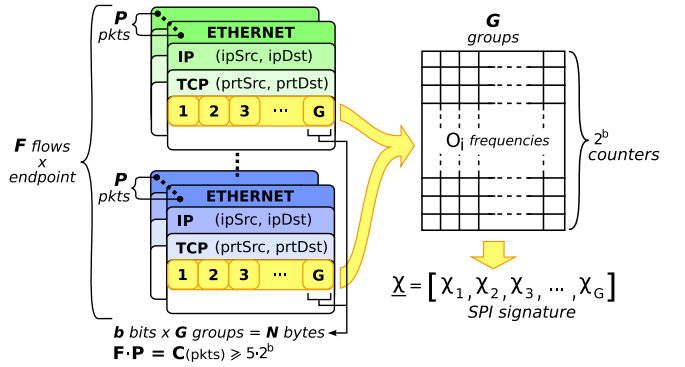 P
pkts
ETHERNET
IP (ipSrc, ipDst)
TCP (prtSrc, prtDst)
1 2 3 ... G
F flows
x
endpoint
P
pkts
ETHERNET
IP (ipSrc, ipDst)
TCP (prtSrc, prtDst)
1 2 3 ... G
b bits x G groups = N bytes
F·P = C(pkts) ⩾ 5·2^b
G
groups
O_i frequencies
2^b
counters
χ = [χ_1, χ_2, χ_3, ..., χ_G]
SPI signature